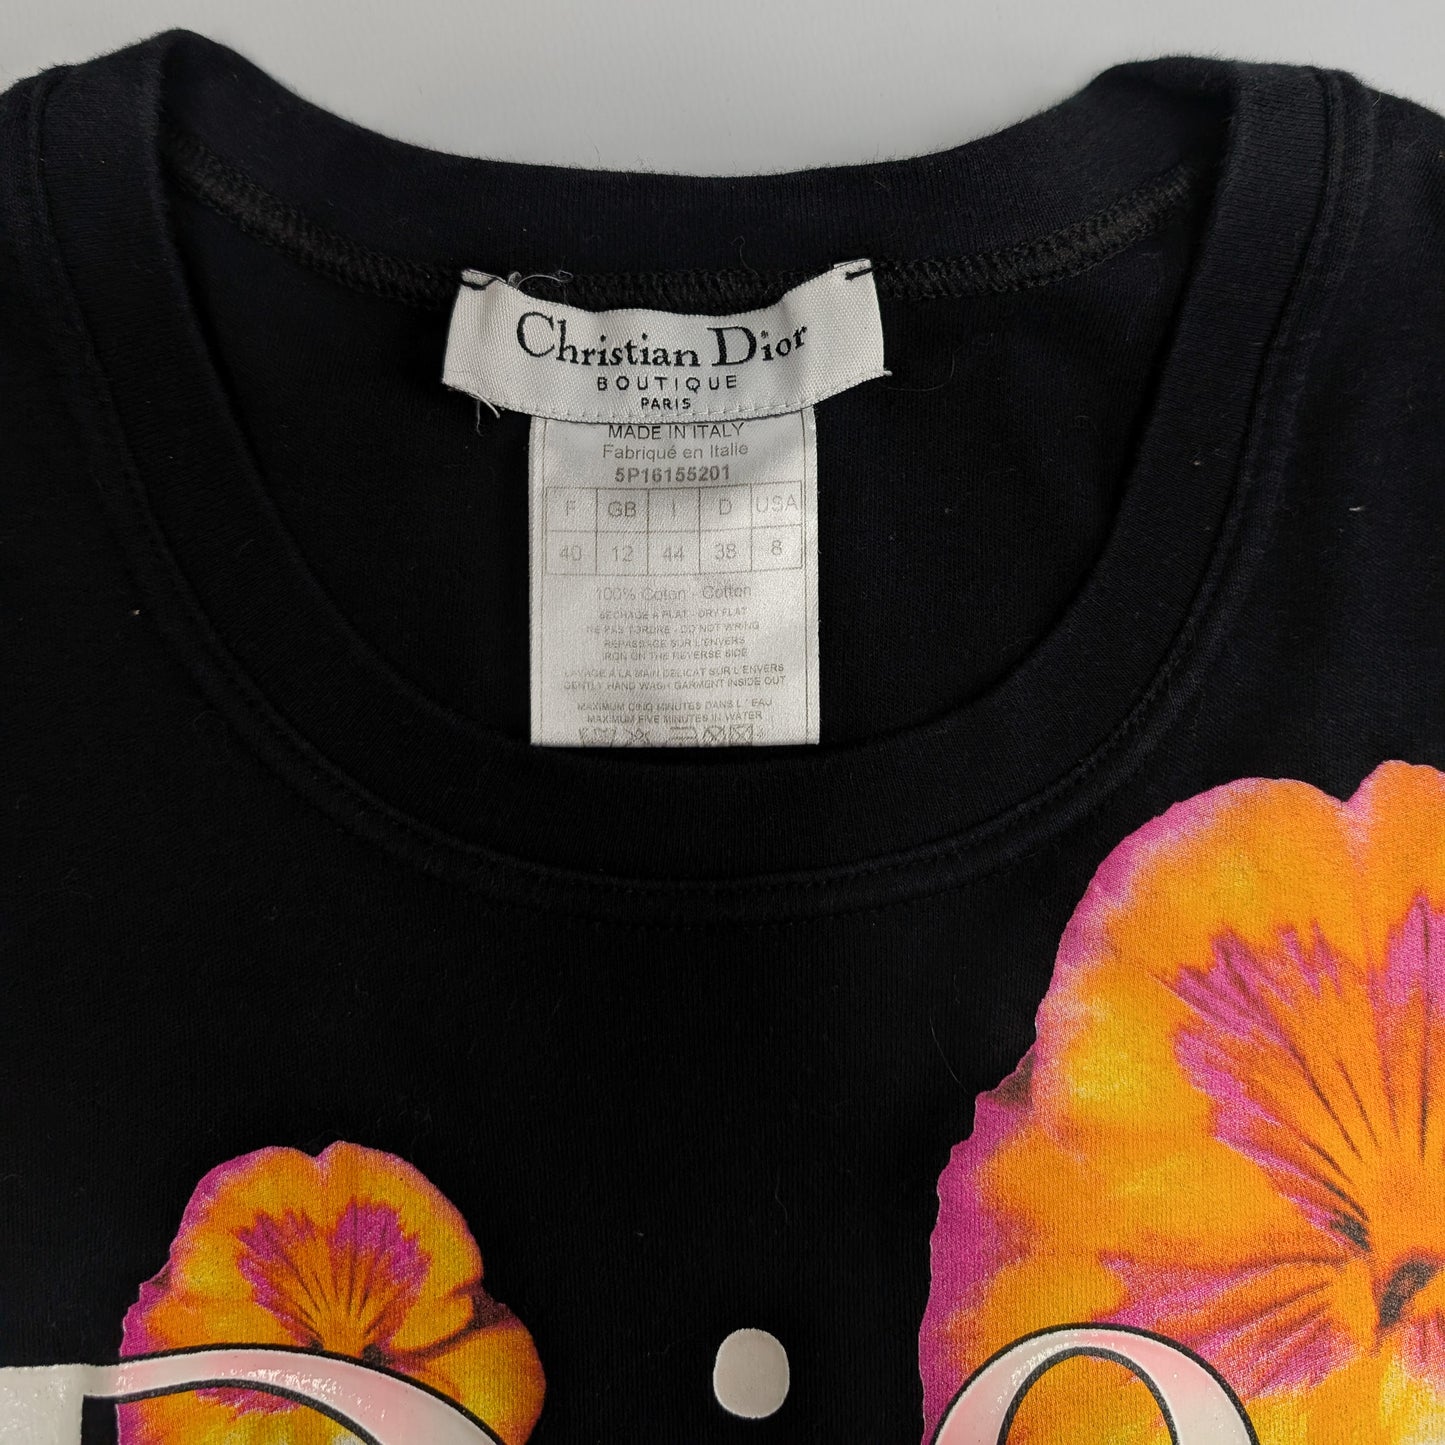 Christian Dior
BOUTIQUE
PARIS
MADE IN ITALY
Fabriqué en Italie
5P16155201
F GB I D USA
40 12 44 38 8
100% Coton - Cotton
SECHAGE A PLAT - DRY FLAT
NE PAS TORDRE - DO NOT WRING
REPASSAGE SUR L'ENVERS
IRON ON THE REVERSE SIDE
LAVAGE A LA MAIN DELICAT SUR L'ENVERS
GENTLY HAND WASH GARMENT INSIDE OUT
MAXIMUM CINQ MINUTES DANS L'EAU
MAXIMUM FIVE MINUTES IN WATER